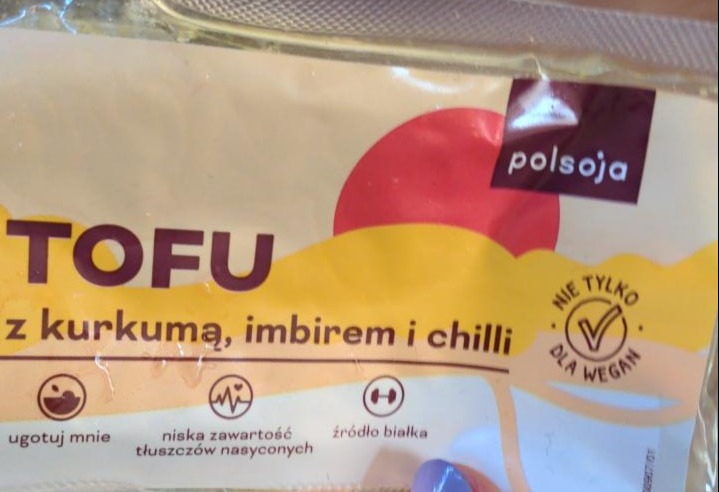 polsoja
TOFU
z kurkumą, imbirem i chilli
NIE TYLKO
DLA WEGAN
ugotuj mnie
niska zawartość
tłuszczów nasyconych
źródło białka